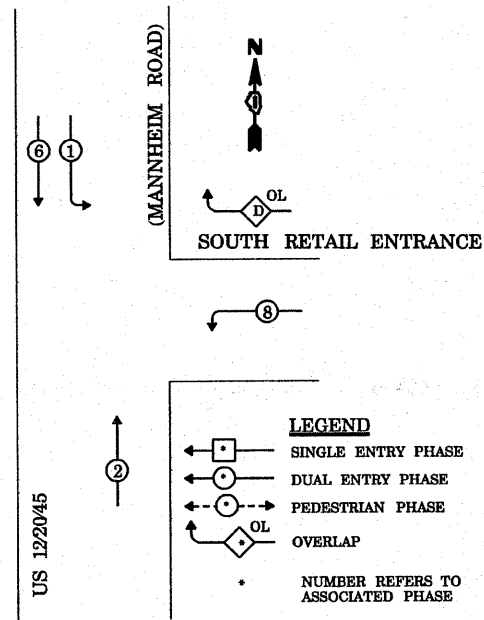 N
(MANNHEIM ROAD)
6 1
OL
D
SOUTH RETAIL ENTRANCE
8
2
US 12/20/45
LEGEND
* SINGLE ENTRY PHASE
* DUAL ENTRY PHASE
* PEDESTRIAN PHASE
OL
* OVERLAP
* NUMBER REFERS TO
ASSOCIATED PHASE